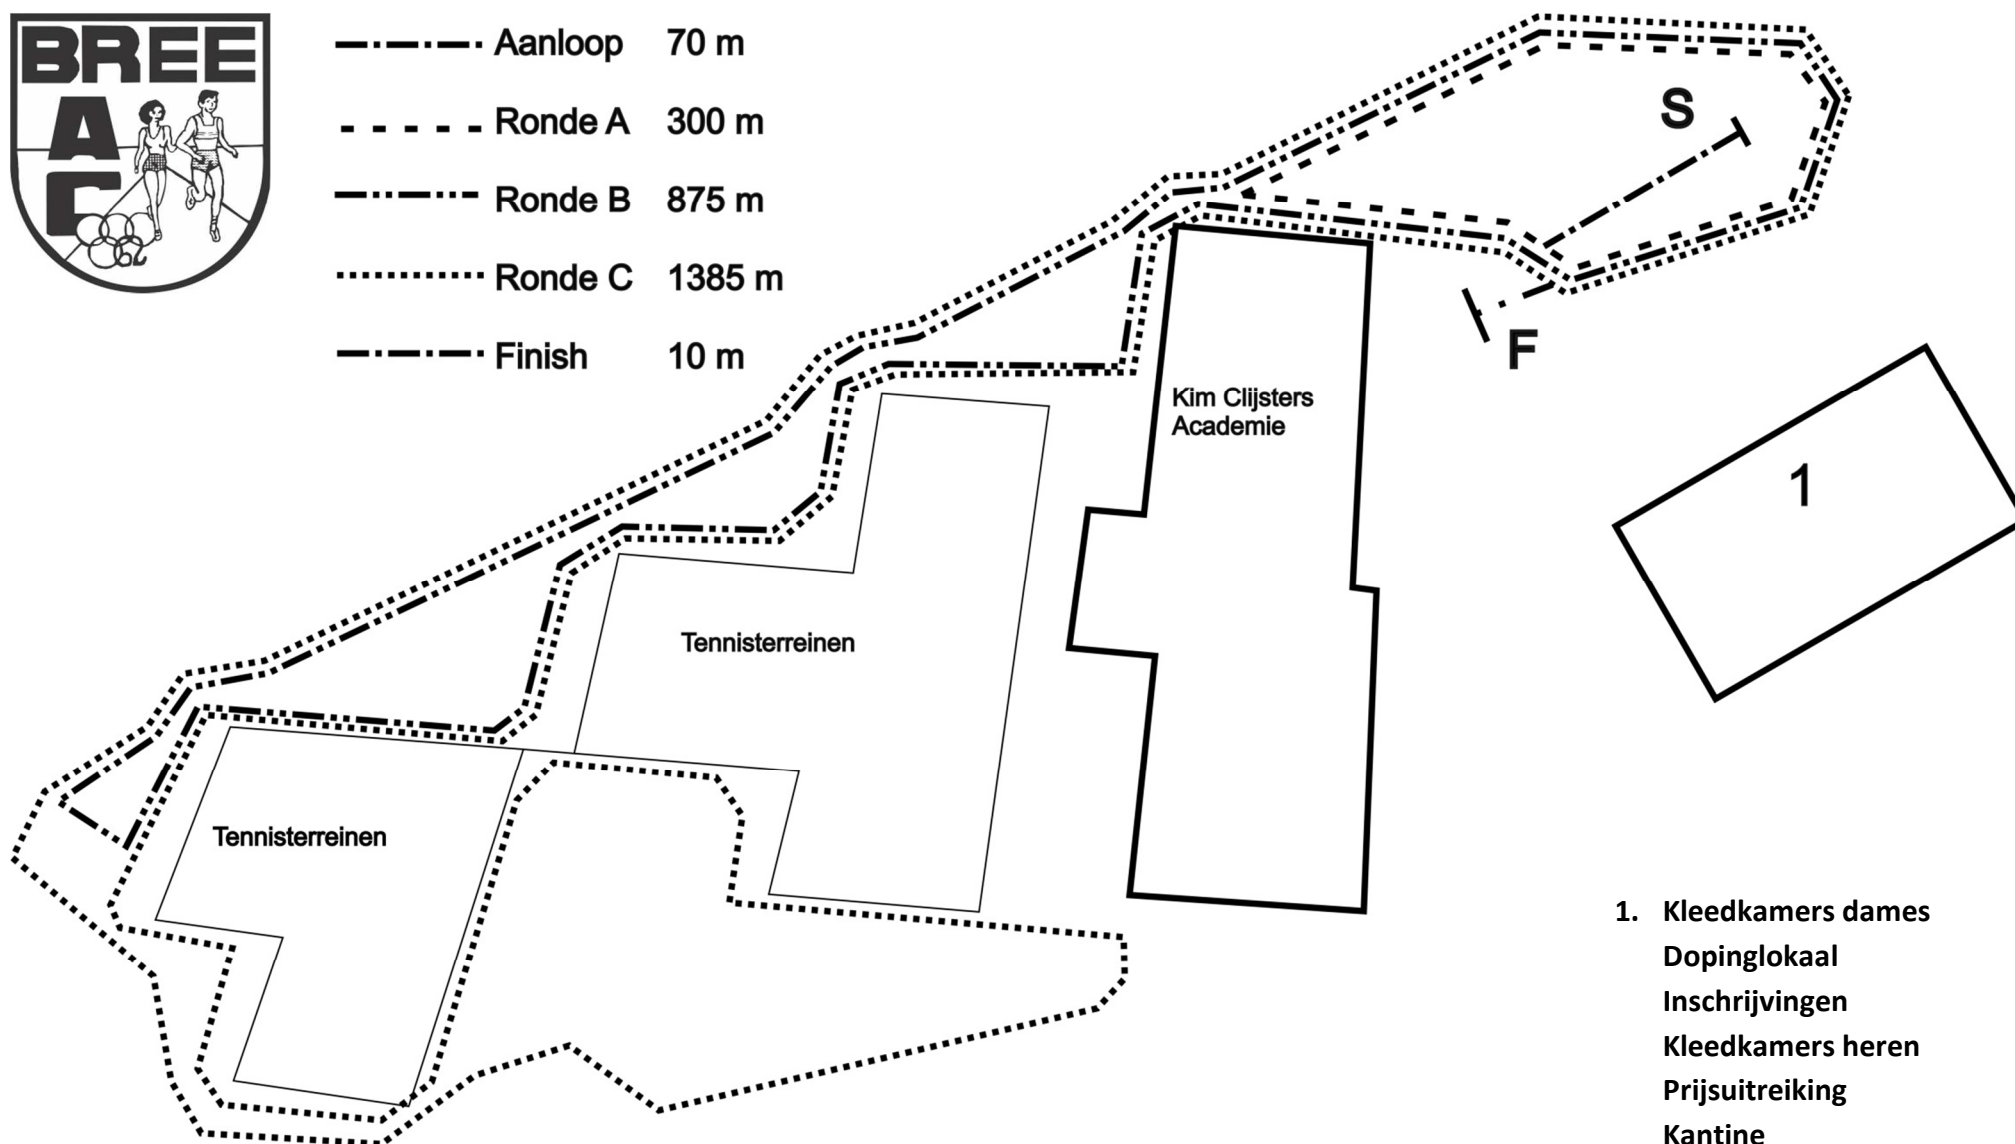 BREE
A
C
62
Aanloop 70 m
Ronde A 300 m
Ronde B 875 m
Ronde C 1385 m
Finish 10 m
S
F
Kim Clijsters
Academie
1
Tennisterreinen
Tennisterreinen
1. Kleedkamers dames
Dopinglokaal
Inschrijvingen
Kleedkamers heren
Prijsuitreiking
Kantine